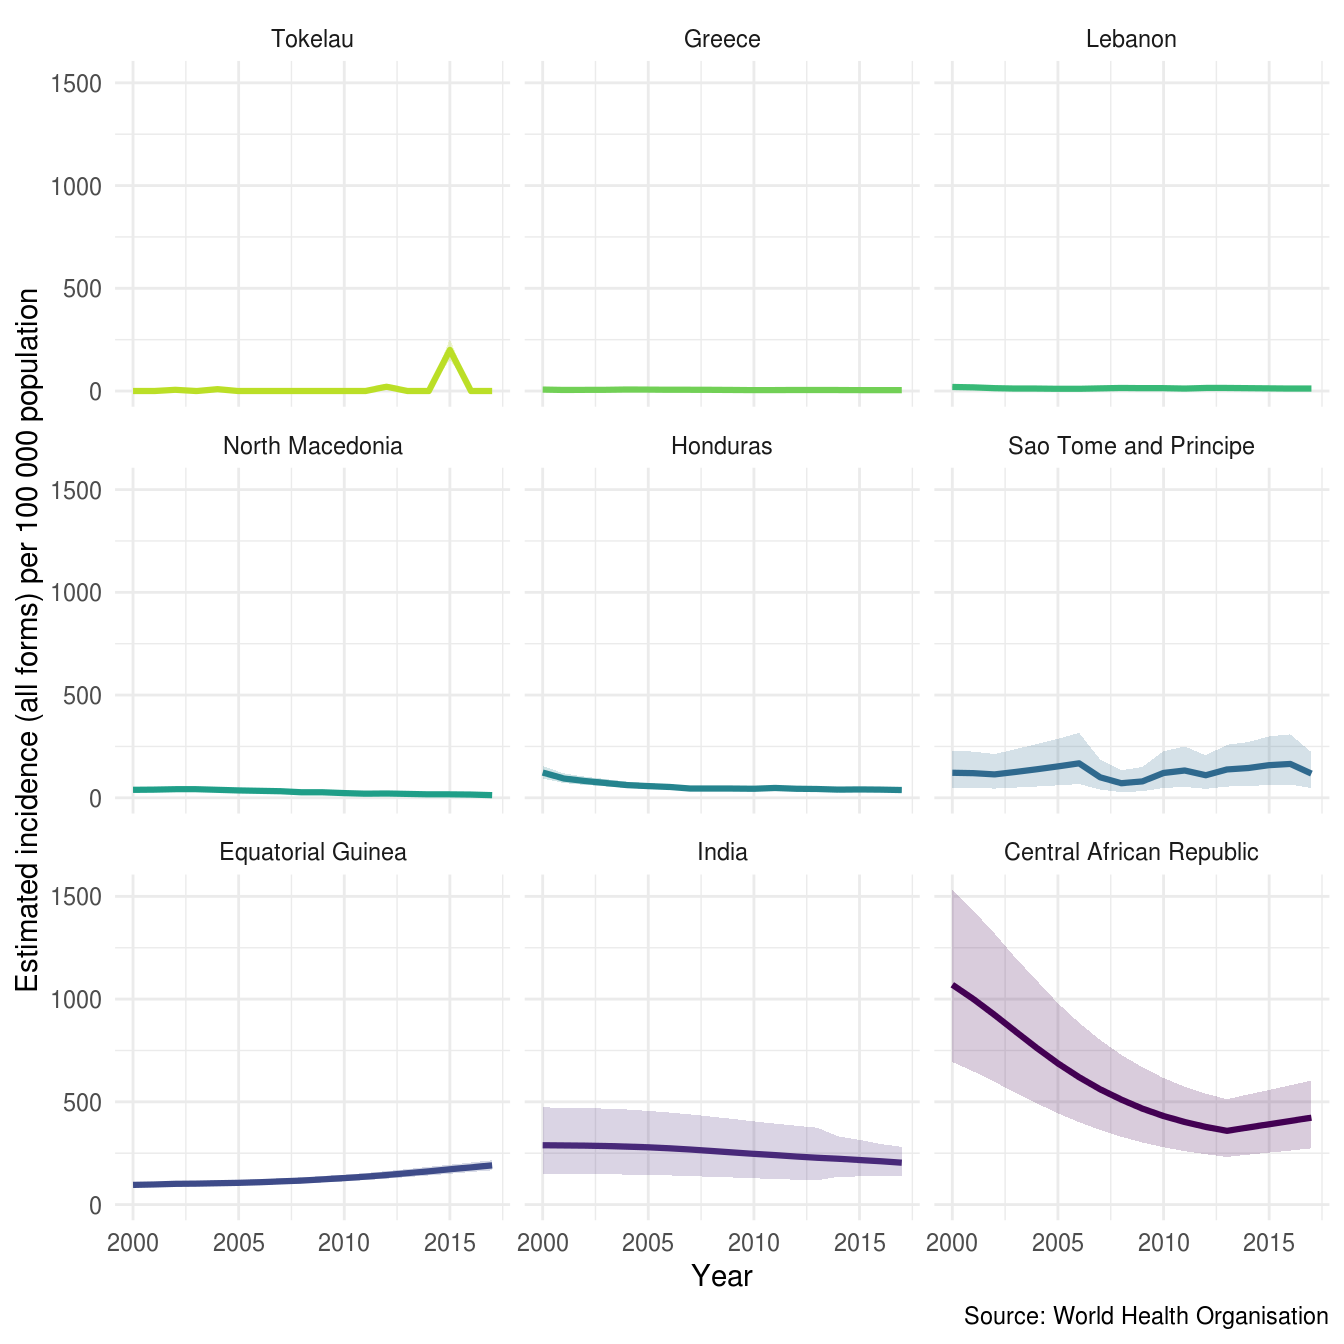 Tokelau
Greece
Lebanon
1500
1000
500
0
North Macedonia
Honduras
Sao Tome and Principe
1500
1000
500
0
Equatorial Guinea
India
Central African Republic
1500
1000
500
0
Estimated incidence (all forms) per 100 000 population
2000 2005 2010 2015
2000 2005 2010 2015
2000 2005 2010 2015
Year
Source: World Health Organisation